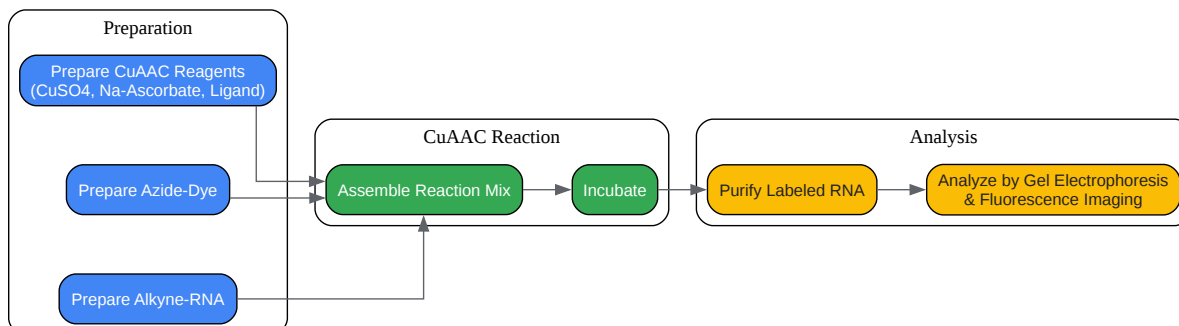 Preparation
Prepare CuAAC Reagents
(CuSO4, Na-Ascorbate, Ligand)
Prepare Azide-Dye
Prepare Alkyne-RNA
CuAAC Reaction
Assemble Reaction Mix
Incubate
Analysis
Purify Labeled RNA
Analyze by Gel Electrophoresis
& Fluorescence Imaging